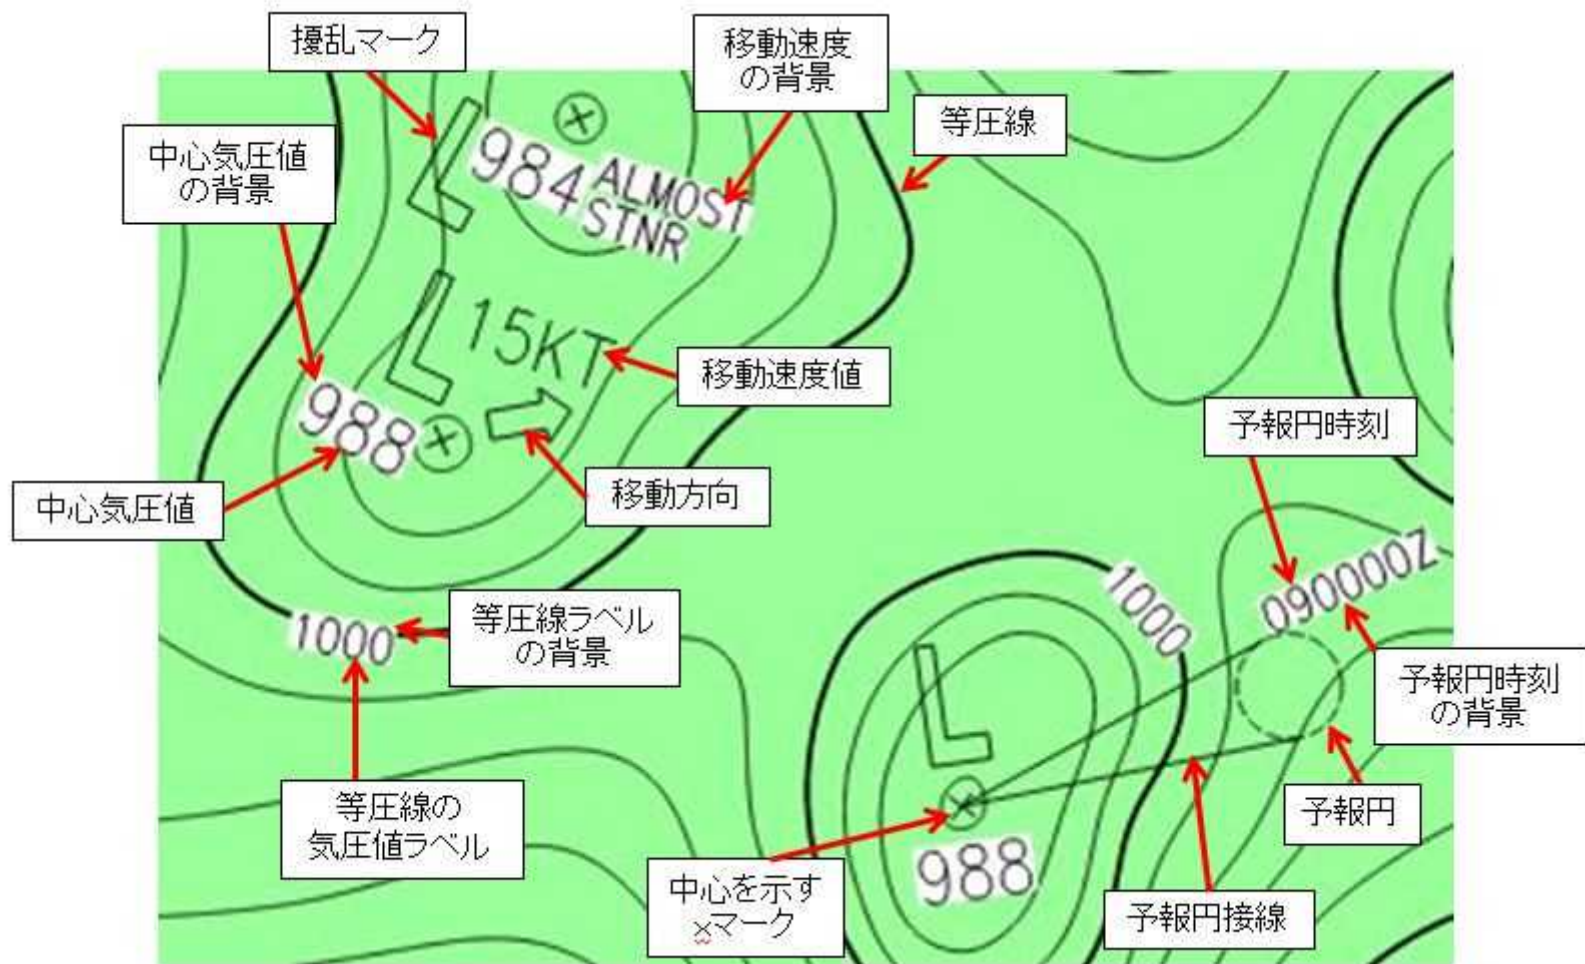 擾乱マーク
移動速度
の背景
等圧線
中心気圧値
の背景
984
ALMOST
STNR
15KT
移動速度値
988
予報円時刻
中心気圧値
移動方向
090000Z
1000
1000
等圧線ラベル
の背景
予報円時刻
の背景
等圧線の
気圧値ラベル
予報円
988
中心を示す
×マーク
予報円接線
L
L
L